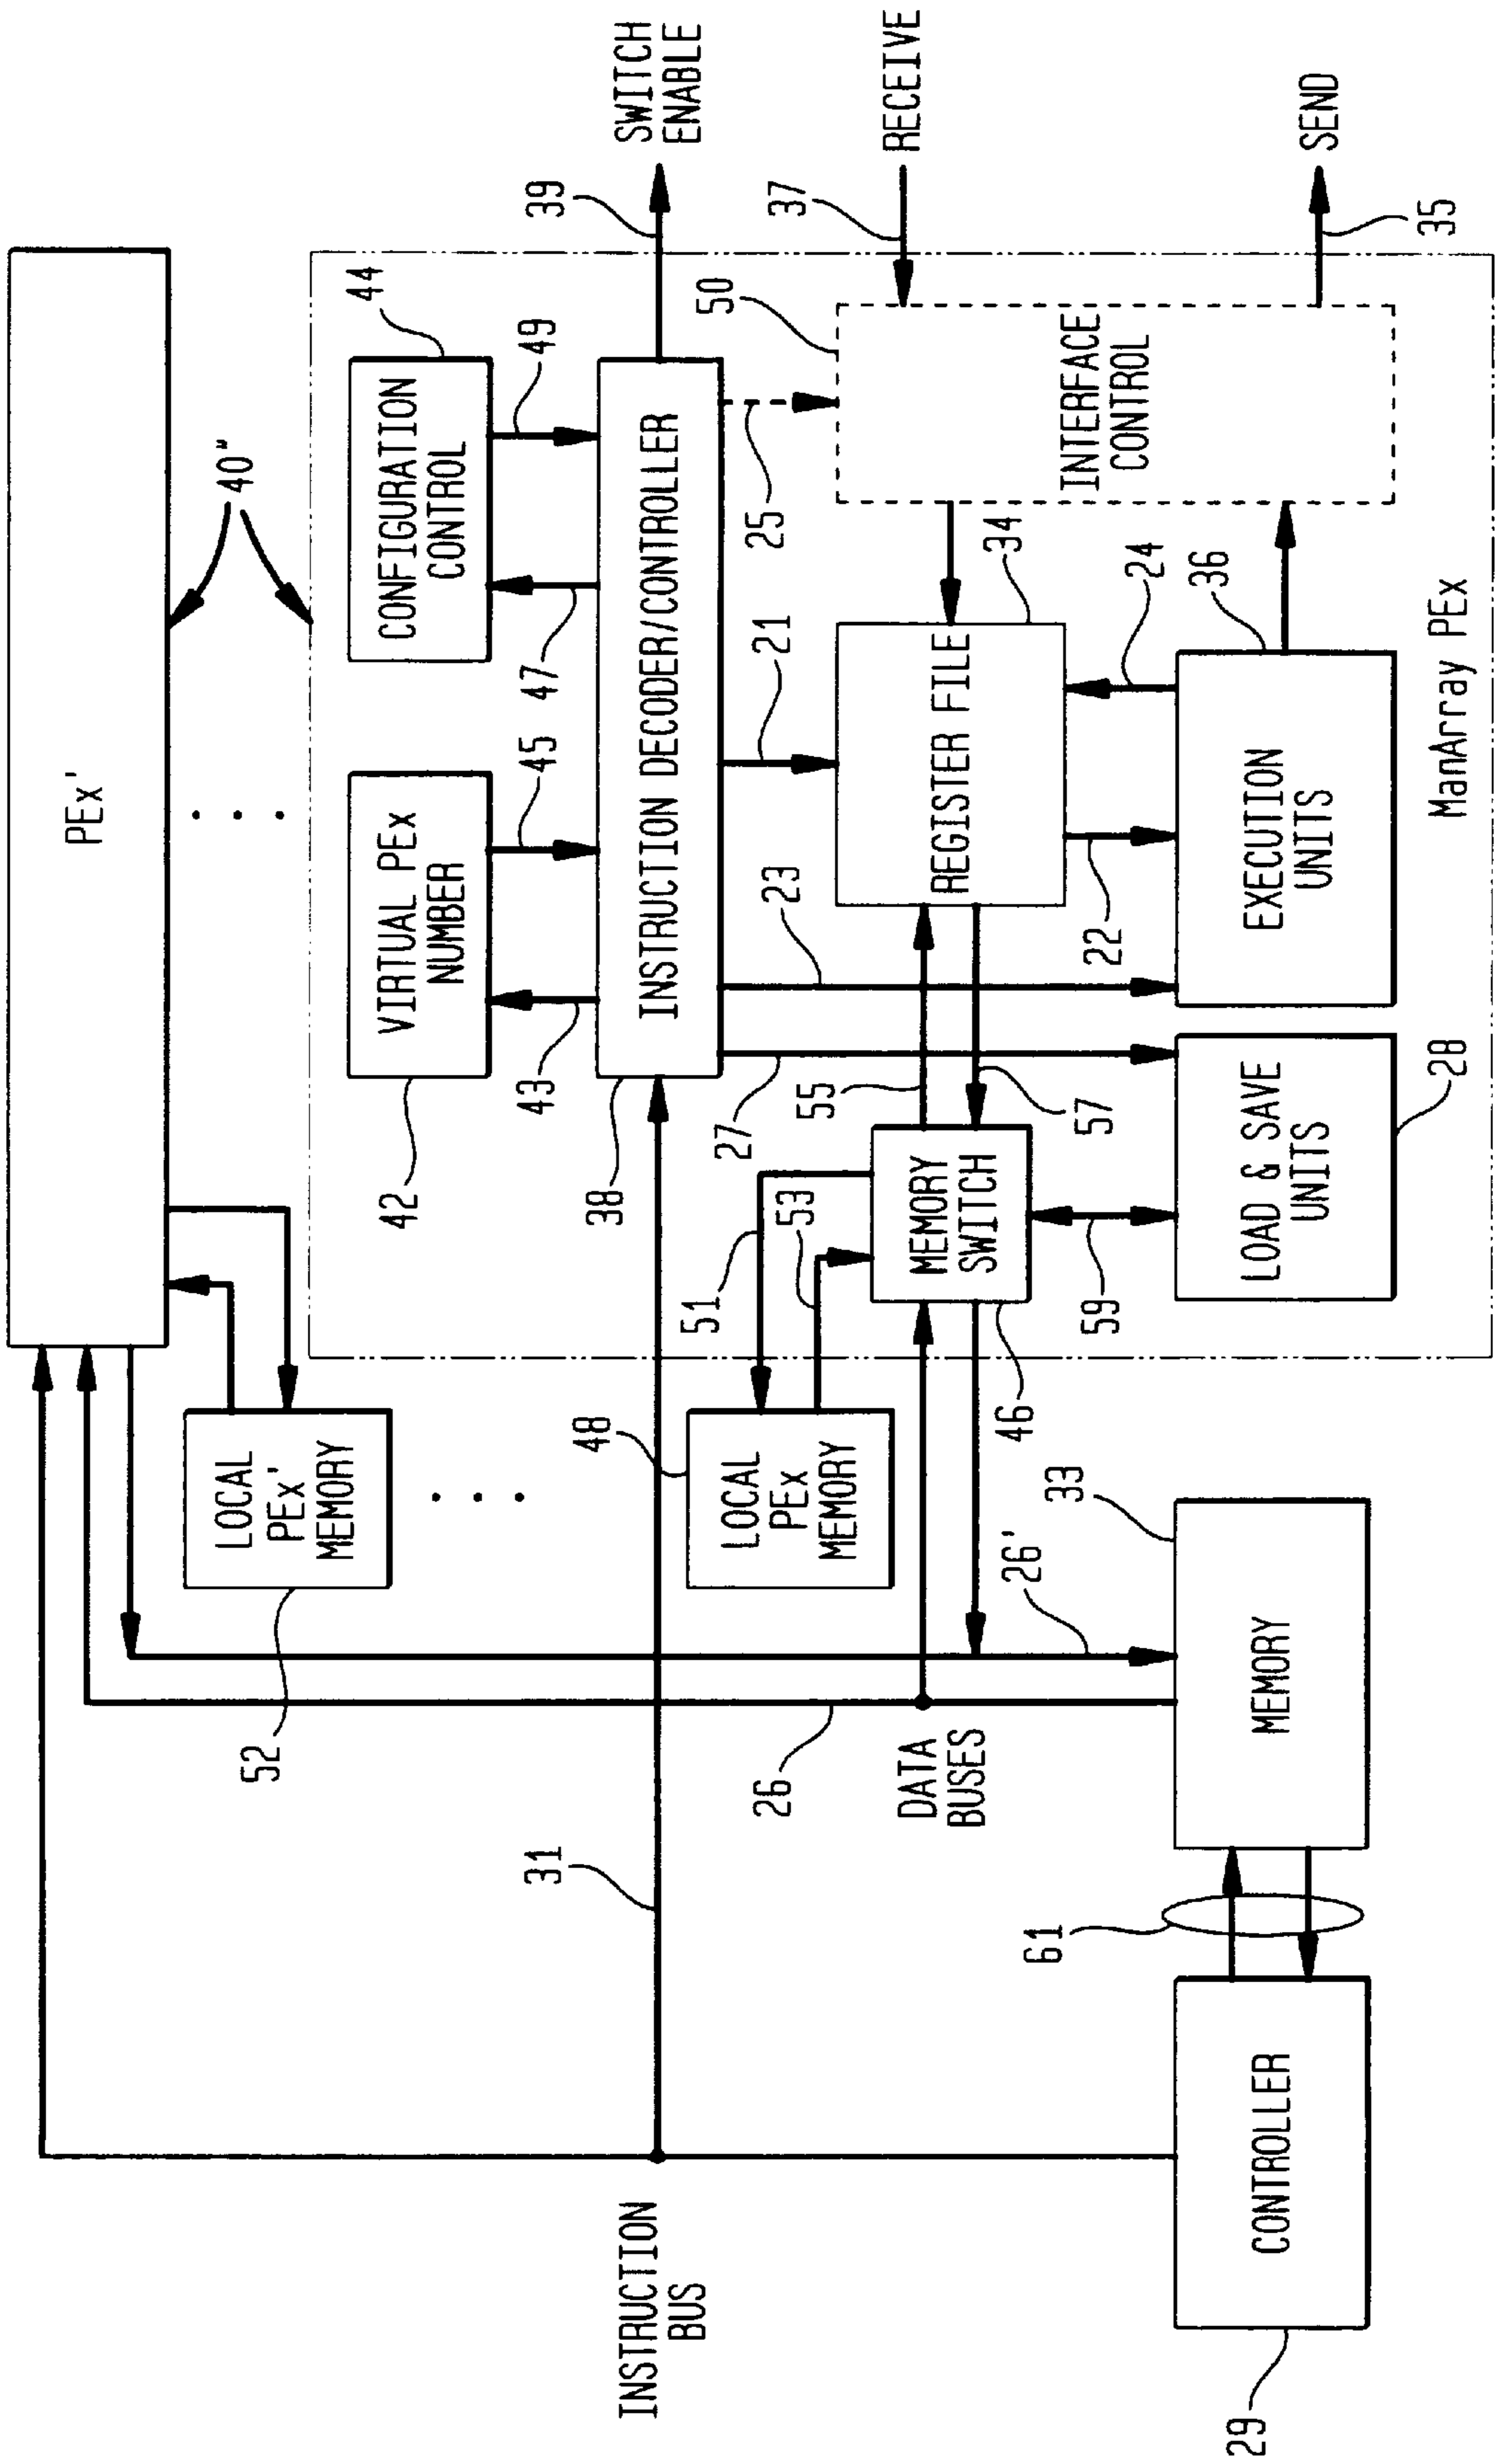 PEx'
40"
44
CONFIGURATION
CONTROL
49
47
VIRTUAL PEx
NUMBER
45
43
42
39
SWITCH
ENABLE
INSTRUCTION DECODER/CONTROLLER
38
37
RECEIVE
50
25
INTERFACE
CONTROL
35
SEND
34
21
REGISTER FILE
23
24
22
36
EXECUTION
UNITS
ManArray PEx
27
55
57
51
53
MEMORY
SWITCH
46
59
LOAD & SAVE
UNITS
28
LOCAL
PEx'
MEMORY
52
48
LOCAL
PEx
MEMORY
33
26'
26
DATA
BUSES
MEMORY
31
61
INSTRUCTION
BUS
CONTROLLER
29